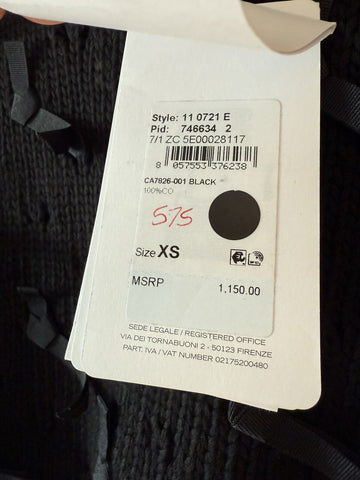 Style: 11 0721 E
Pid: 746634 2
7/1 ZC 5E00028117
8 057553 376238
CA7826-001 BLACK
100%CO
575
Size XS
MSRP 1,150.00
SEDE LEGALE / REGISTERED OFFICE
VIA DEI TORNABUONI 2 - 50123 FIRENZE
PART. IVA / VAT NUMBER 02175200480